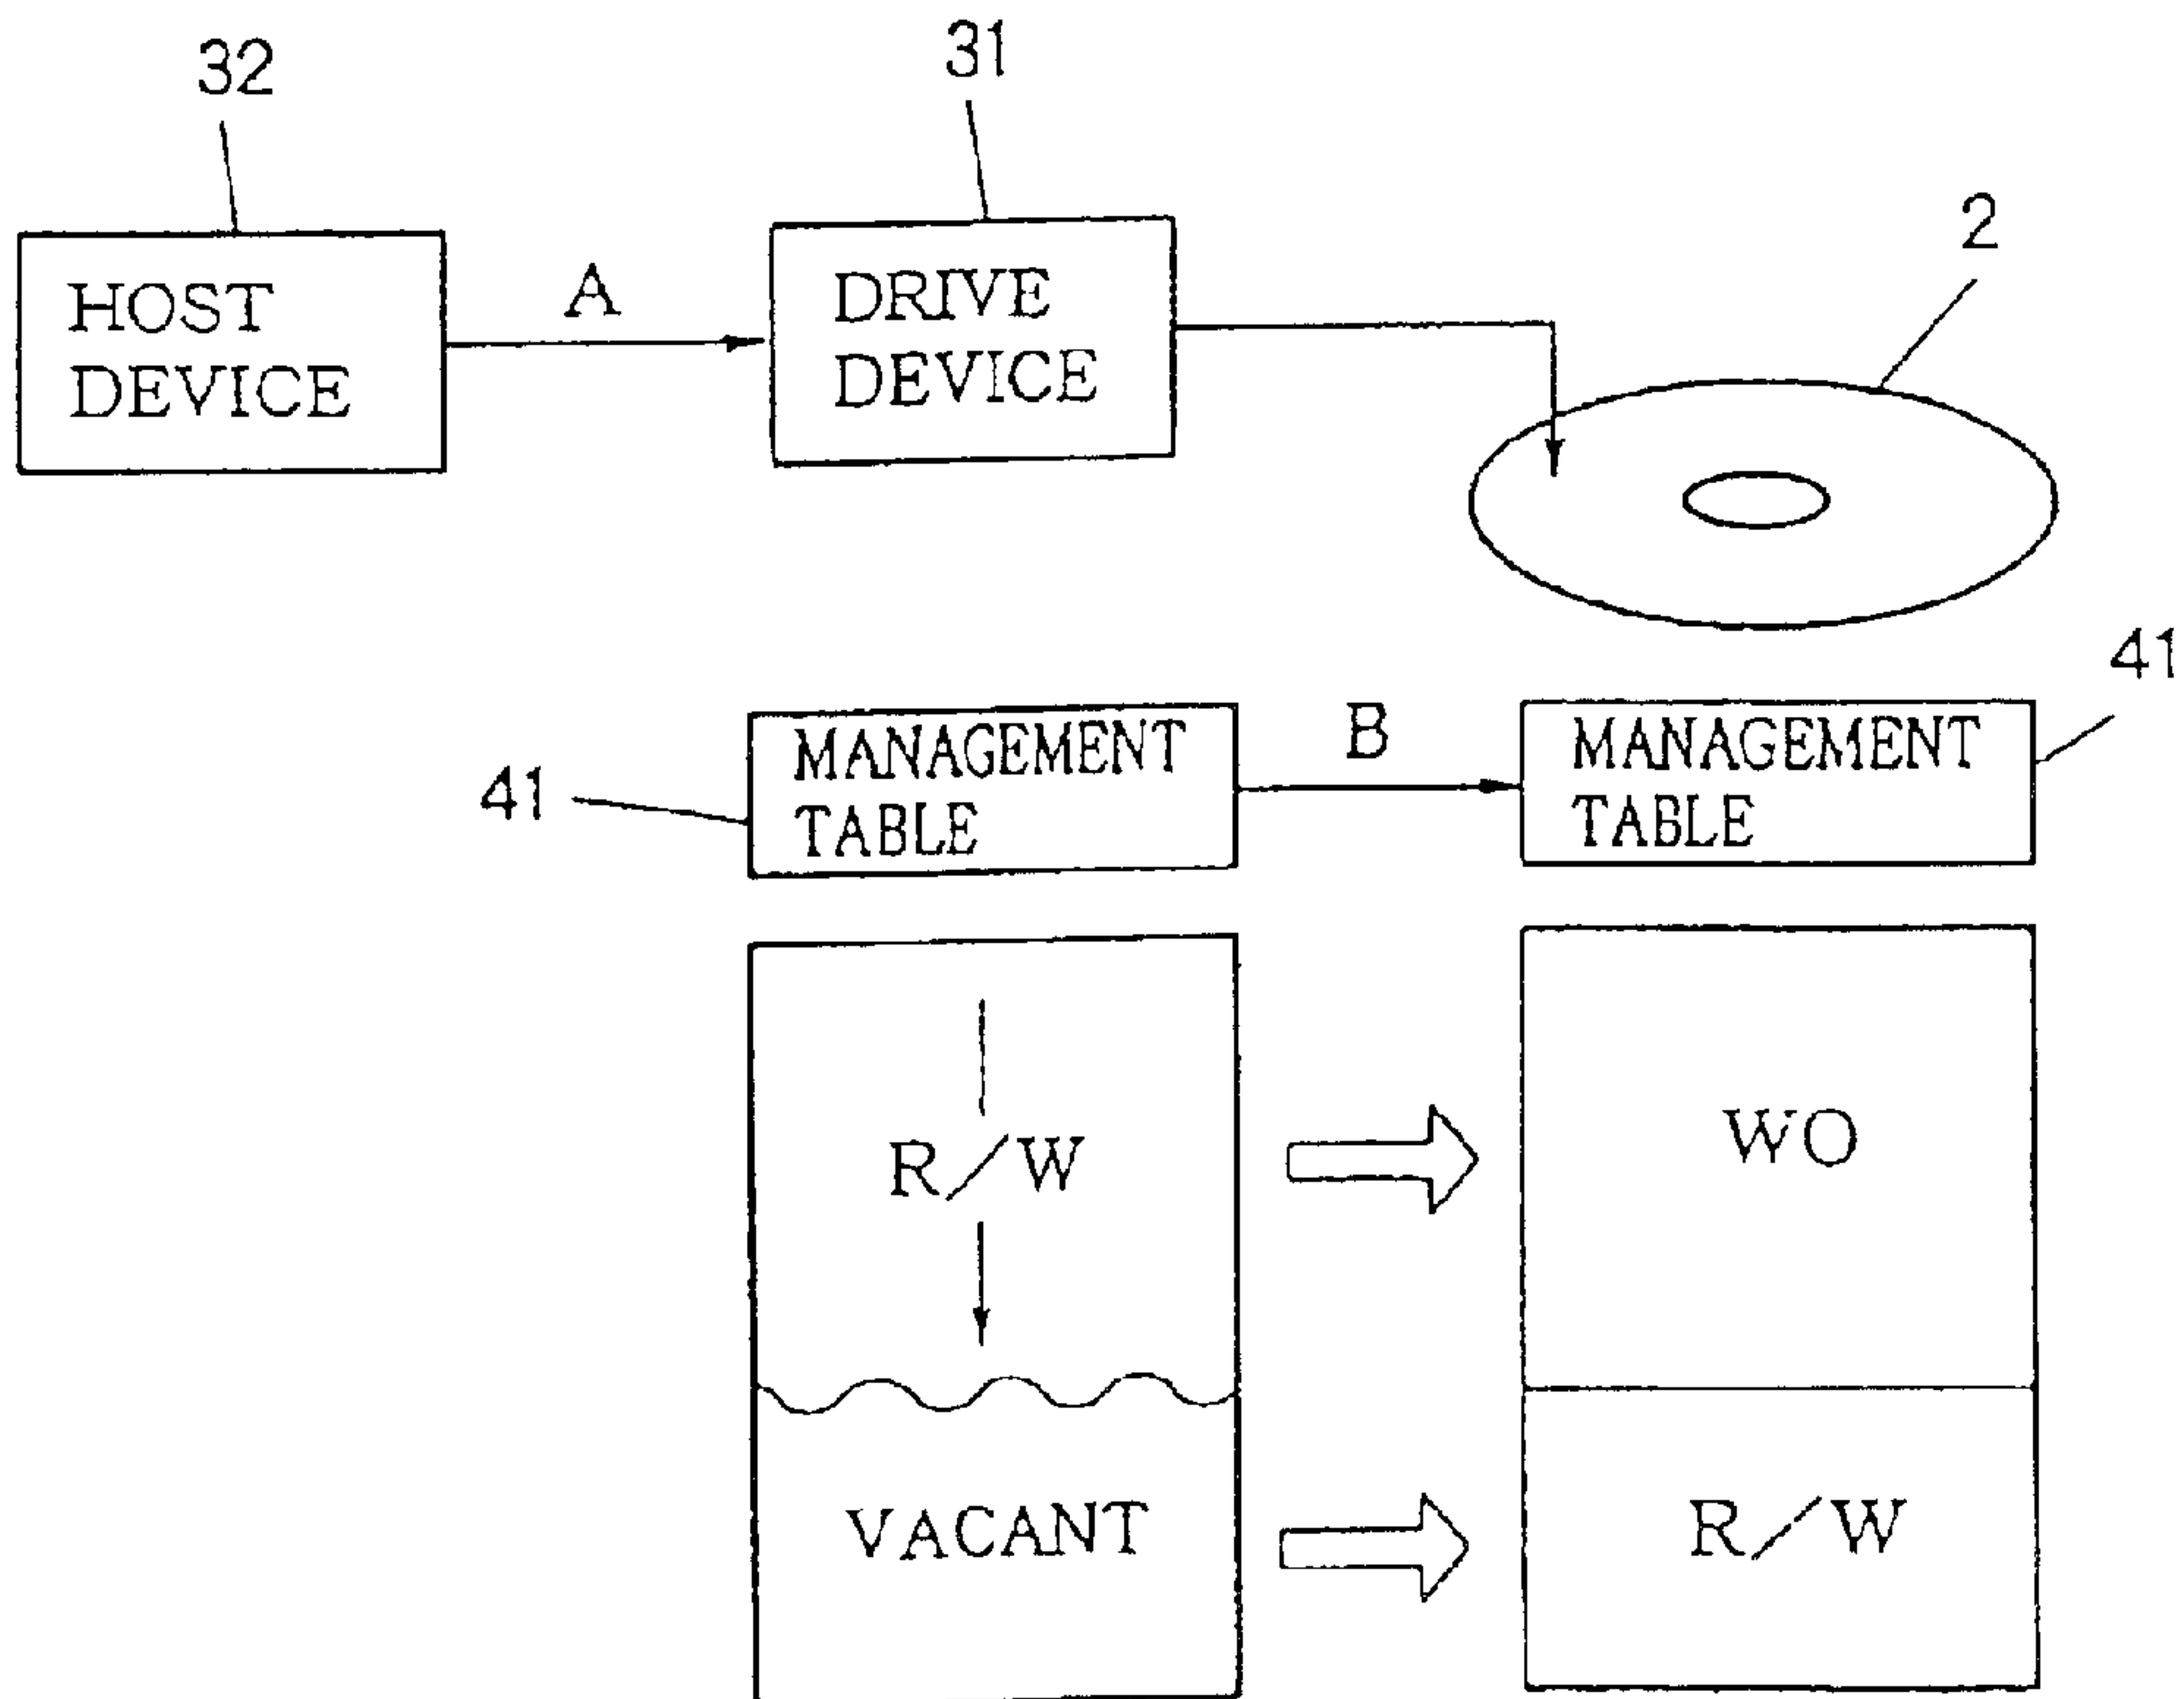 32
31
2
HOST
DEVICE
A
DRIVE
DEVICE
41
MANAGEMENT
TABLE
B
MANAGEMENT
TABLE
41
R/W
WO
VACANT
R/W